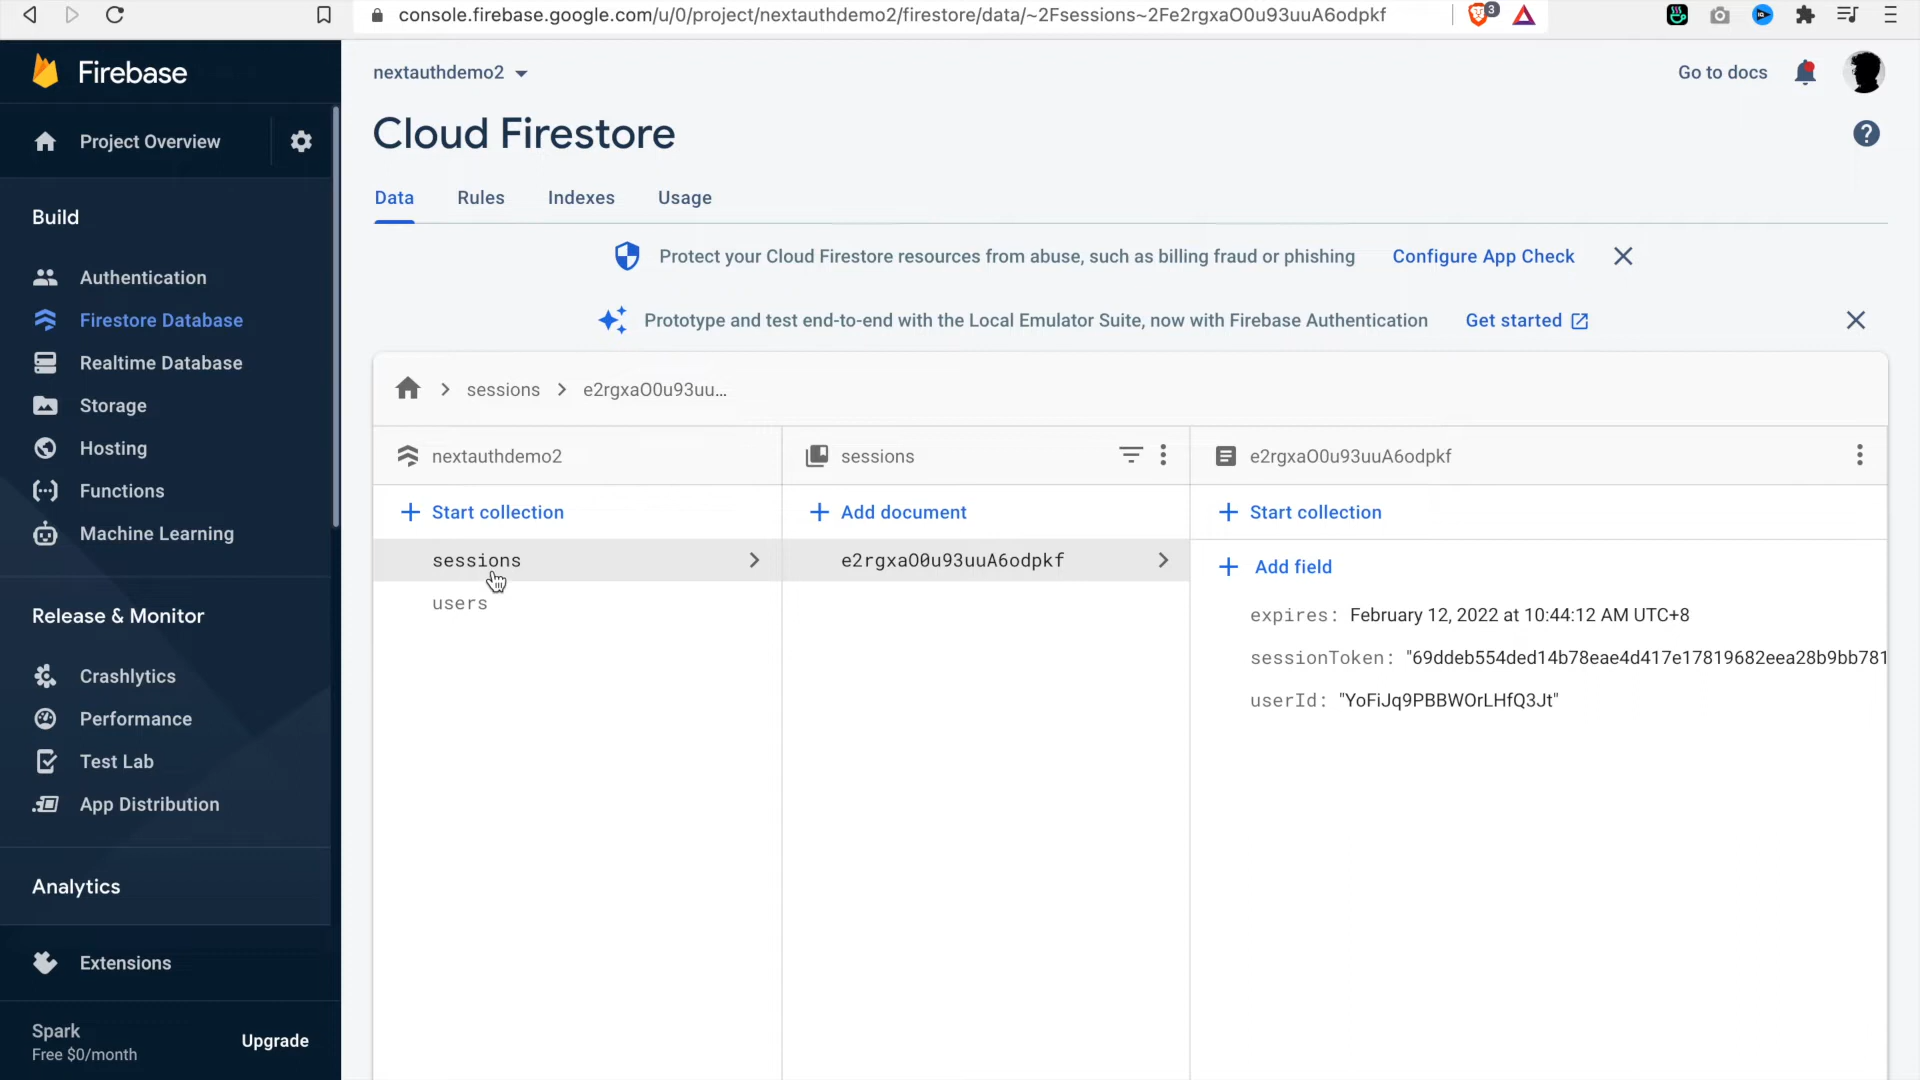 console.firebase.google.com/u/0/project/nextauthdemo2/firestore/data/~2Fsessions~2Fe2rgxaO0u93uuA6odpkf
3
Firebase
Project Overview
Build
Authentication
Firestore Database
Realtime Database
Storage
Hosting
Functions
Machine Learning
Release & Monitor
Crashlytics
Performance
Test Lab
App Distribution
Analytics
Extensions
Spark
Free $0/month
Upgrade
nextauthdemo2
Go to docs
Cloud Firestore
?
Data Rules Indexes Usage
Protect your Cloud Firestore resources from abuse, such as billing fraud or phishing Configure App Check
Prototype and test end-to-end with the Local Emulator Suite, now with Firebase Authentication Get started
sessions e2rgxaO0u93uu...
nextauthdemo2
Start collection
sessions
users
sessions
Add document
e2rgxaO0u93uuA6odpkf
e2rgxaO0u93uuA6odpkf
Start collection
Add field
expires: February 12, 2022 at 10:44:12 AM UTC+8
sessionToken: "69ddeb554ded14b78eae4d417e17819682eea28b9bb781
userId: "YoFiJq9PBBWOrLHfQ3Jt"